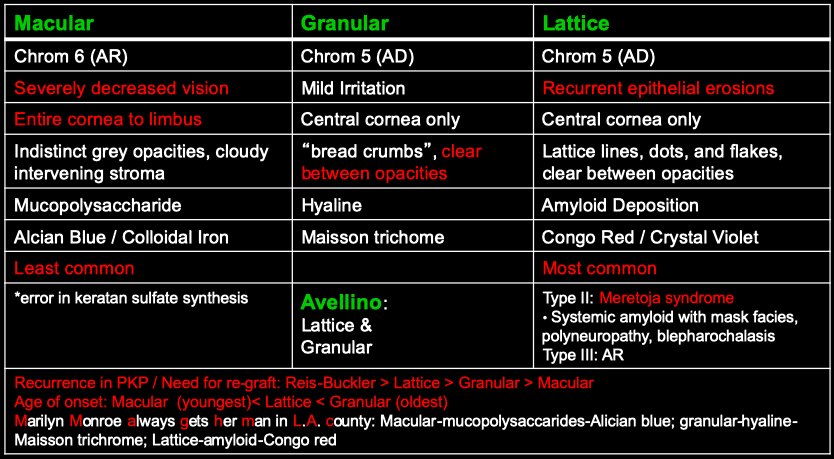 Macular Granular Lattice
Chrom 6 (AR) Chrom 5 (AD) Chrom 5 (AD)
Severely decreased vision Mild Irritation Recurrent epithelial erosions
Entire cornea to limbus Central cornea only Central cornea only
Indistinct grey opacities, cloudy
intervening stroma
“bread crumbs”, clear
between opacities
Lattice lines, dots, and flakes,
clear between opacities
Mucopolysaccharide Hyaline Amyloid Deposition
Alcian Blue / Colloidal Iron Maisson trichome Congo Red / Crystal Violet
Least common Most common
*error in keratan sulfate synthesis
Avellino:
Lattice &
Granular
Type II: Meretoja syndrome
• Systemic amyloid with mask facies,
polyneuropathy, blepharochalasis
Type III: AR
Recurrence in PKP / Need for re-graft: Reis-Buckler > Lattice > Granular > Macular
Age of onset: Macular (youngest)< Lattice < Granular (oldest)
Marilyn Monroe always gets her man in L.A. county: Macular-mucopolysaccarides-Alician blue; granular-hyaline-
Maisson trichrome; Lattice-amyloid-Congo red